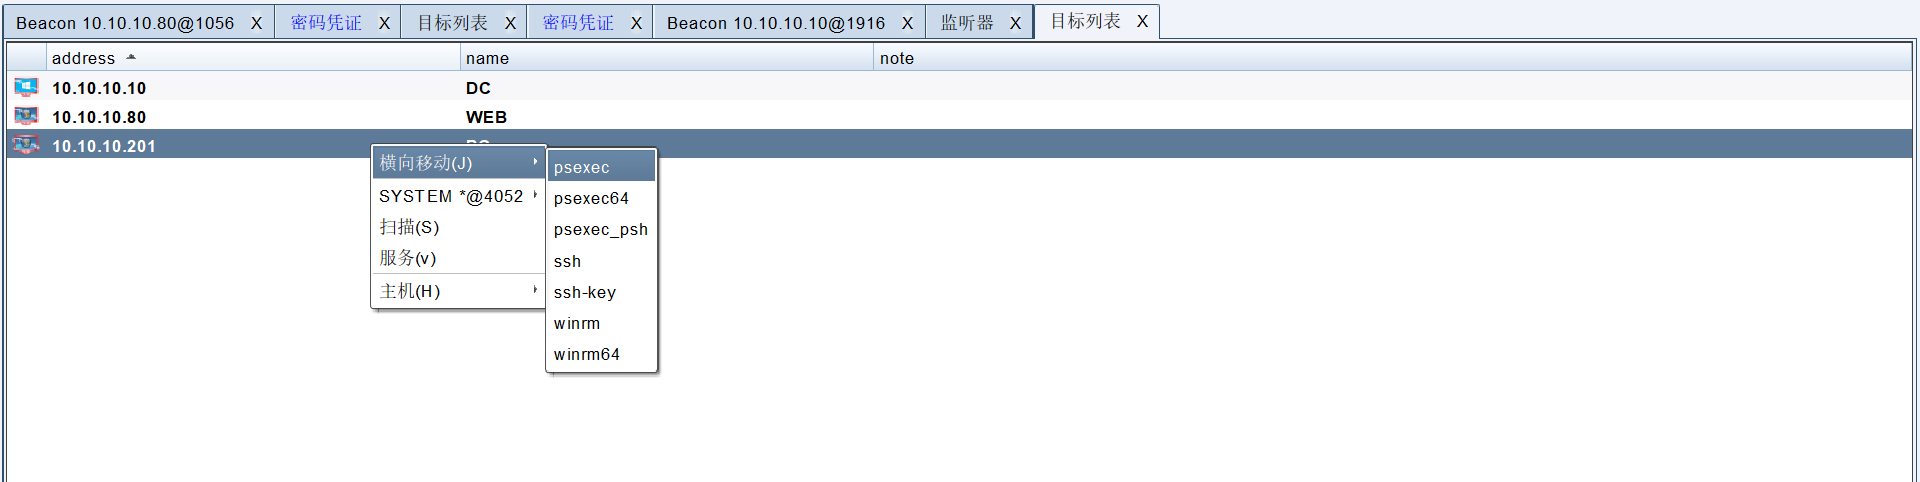 Beacon 10.10.10.80@1056 X 密码凭证 X 目标列表 X 密码凭证 X Beacon 10.10.10.10@1916 X 监听器 X 目标列表 X
address name note
10.10.10.10 DC
10.10.10.80 WEB
10.10.10.201
横向移动(J)
SYSTEM *@4052
扫描(S)
服务(v)
主机(H)
psexec
psexec64
psexec_psh
ssh
ssh-key
winrm
winrm64